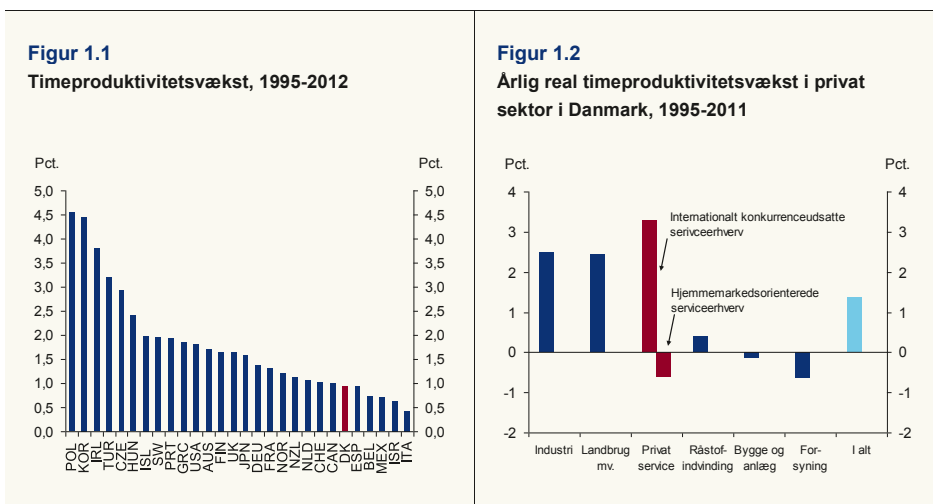 Figur 1.1
Timeproduktivitetsvækst, 1995-2012
Pct.
Pct.
5,0
4,5
4,0
3,5
3,0
2,5
2,0
1,5
1,0
0,5
0,0
5,0
4,5
4,0
3,5
3,0
2,5
2,0
1,5
1,0
0,5
0,0
POL
KOR
IRL
TUR
CZE
HUN
ISL
SW
PRT
GRC
USA
AUS
FIN
UK
JPN
DEU
FRA
NOR
NZL
NLD
CHE
CAN
DK
ESP
BEL
MEX
ISR
ITA
Figur 1.2
Årlig real timeproduktivitetsvækst i privat
sektor i Danmark, 1995-2011
Pct.
Pct.
4
3
2
1
0
-1
-2
4
3
2
1
0
-1
-2
Internationalt konkurrenceudsatte
serivceerhverv
Hjemmemarkedsorienterede
serviceerhverv
Industri
Landbrug
mv.
Privat
service
Råstof-
indvinding
Bygge og
anlæg
For-
syning
I alt